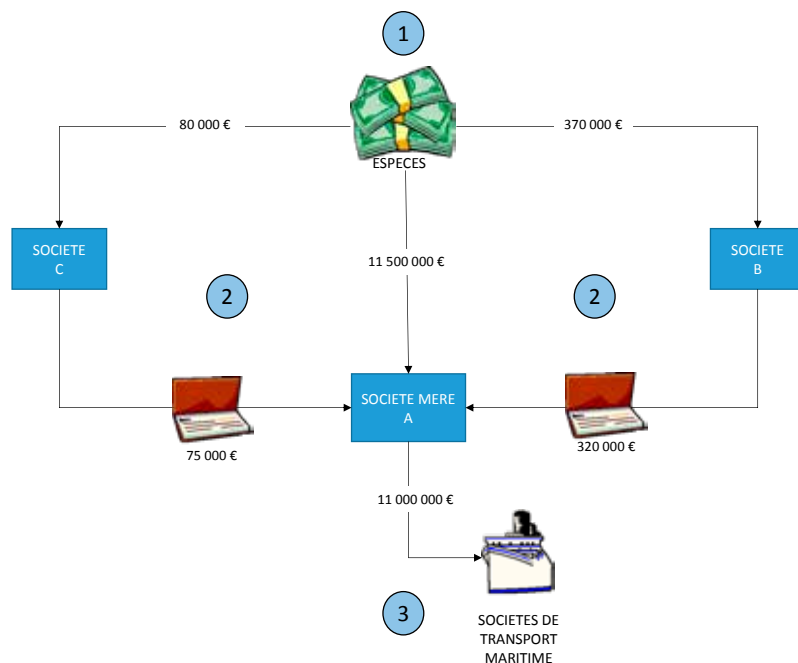 1
80 000 €
370 000 €
ESPECES
SOCIETE
C
SOCIETE
B
11 500 000 €
2
2
SOCIETE MERE
A
75 000 €
320 000 €
11 000 000 €
3
SOCIETES DE
TRANSPORT
MARITIME